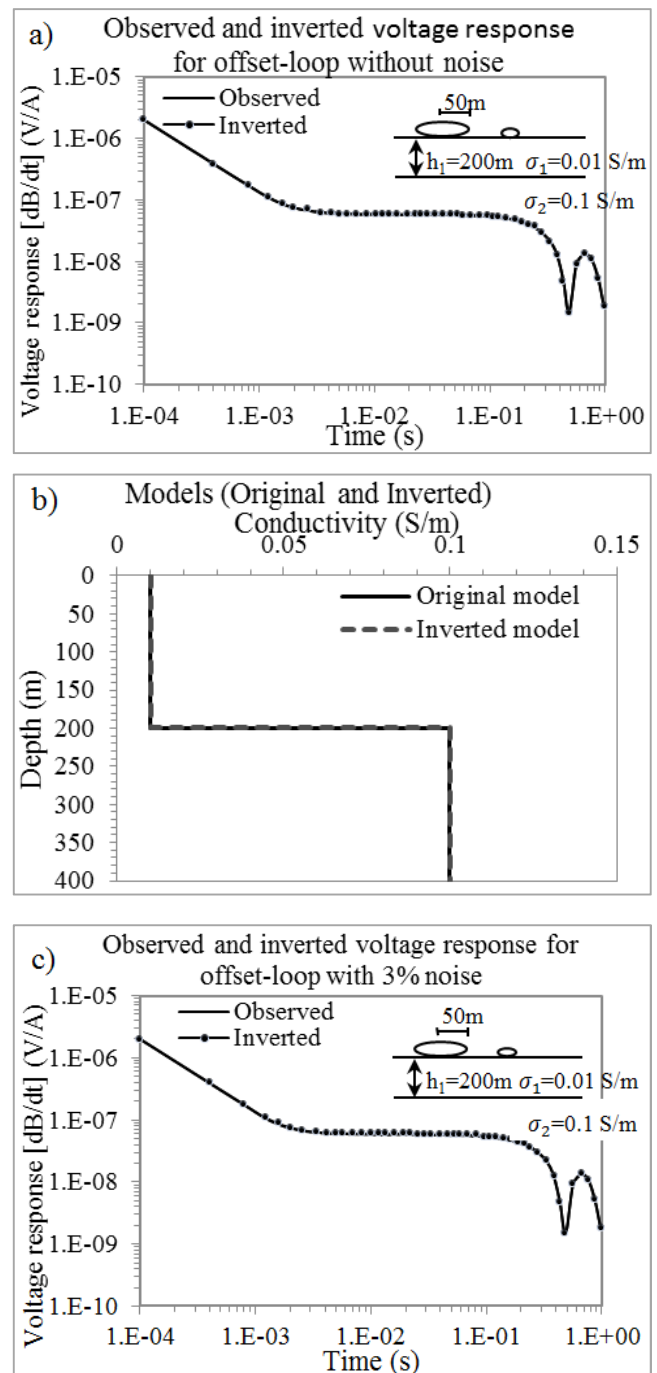 a)
Observed and inverted voltage response
for offset-loop without noise
Voltage response [dB/dt] (V/A)
1.E-05
1.E-06
1.E-07
1.E-08
1.E-09
1.E-10
Observed
Inverted
50m
h₁=200m σ₁=0.01 S/m
σ₂=0.1 S/m
1.E-04 1.E-03 1.E-02 1.E-01 1.E+00
Time (s)
b)
Models (Original and Inverted)
Conductivity (S/m)
0 0.05 0.1 0.15
Depth (m)
0
50
100
150
200
250
300
350
400
Original model
Inverted model
c)
Observed and inverted voltage response for
offset-loop with 3% noise
Voltage response [dB/dt] (V/A)
1.E-05
1.E-06
1.E-07
1.E-08
1.E-09
1.E-10
Observed
Inverted
50m
h₁=200m σ₁=0.01 S/m
σ₂=0.1 S/m
1.E-04 1.E-03 1.E-02 1.E-01 1.E+00
Time (s)